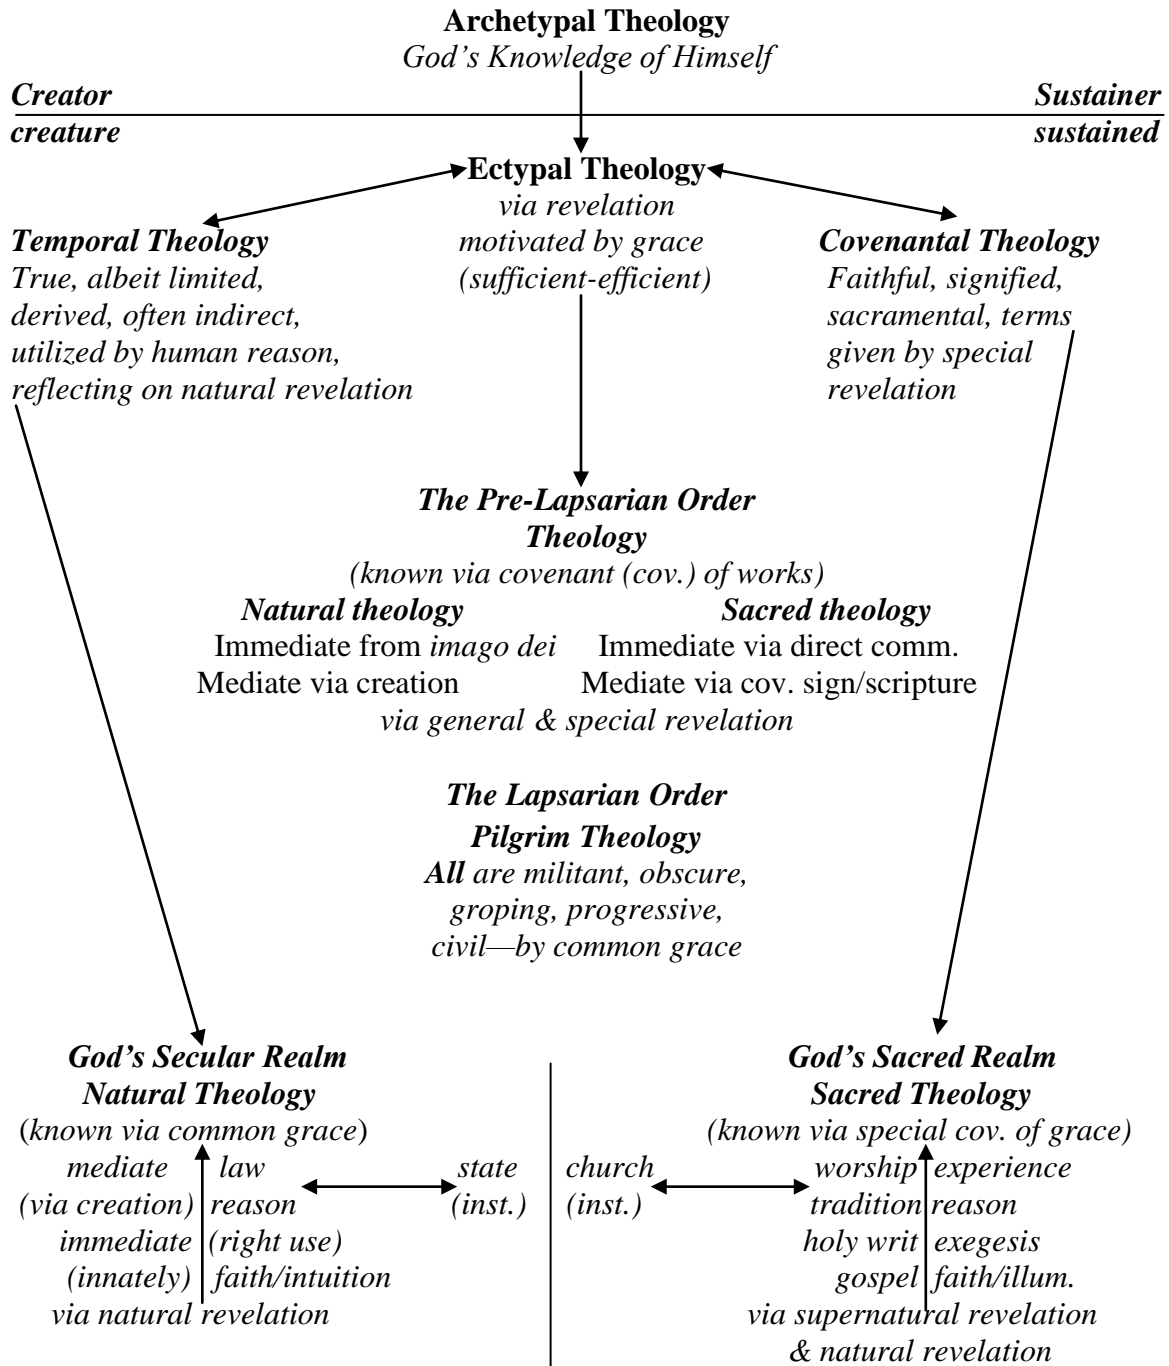 Archetypal Theology
God's Knowledge of Himself
Creator
Sustainer
creature
sustained
Ectypal Theology
via revelation
motivated by grace
(sufficient-efficient)
Temporal Theology
True, albeit limited,
derived, often indirect,
utilized by human reason,
reflecting on natural revelation
Covenantal Theology
Faithful, signified,
sacramental, terms
given by special
revelation
The Pre-Lapsarian Order
Theology
(known via covenant (cov.) of works)
Natural theology
Immediate from imago dei
Mediate via creation
Sacred theology
Immediate via direct comm.
Mediate via cov. sign/scripture
via general & special revelation
The Lapsarian Order
Pilgrim Theology
All are militant, obscure,
groping, progressive,
civil—by common grace
God's Secular Realm
Natural Theology
(known via common grace)
mediate law
(via creation) reason
immediate (right use)
(innately) faith/intuition
via natural revelation
state
(inst.)
church
(inst.)
God's Sacred Realm
Sacred Theology
(known via special cov. of grace)
worship experience
tradition reason
holy writ exegesis
gospel faith/illum.
via supernatural revelation
& natural revelation